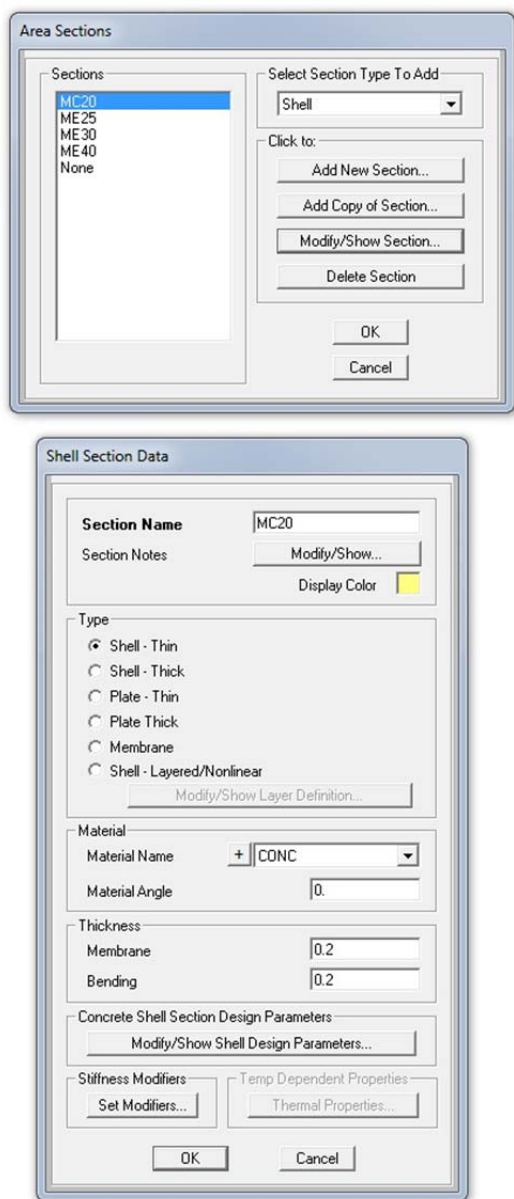 Area Sections
Sections
MC20
ME25
ME30
ME40
None
Select Section Type To Add
Shell
Click to:
Add New Section...
Add Copy of Section...
Modify/Show Section...
Delete Section
OK
Cancel
Shell Section Data
Section Name MC20
Section Notes Modify/Show...
Display Color
Type
Shell - Thin
Shell - Thick
Plate - Thin
Plate Thick
Membrane
Shell - Layered/Nonlinear
Modify/Show Layer Definition...
Material
Material Name + CONC
Material Angle 0.
Thickness
Membrane 0.2
Bending 0.2
Concrete Shell Section Design Parameters
Modify/Show Shell Design Parameters...
Stiffness Modifiers Temp Dependent Properties
Set Modifiers... Thermal Properties...
OK Cancel